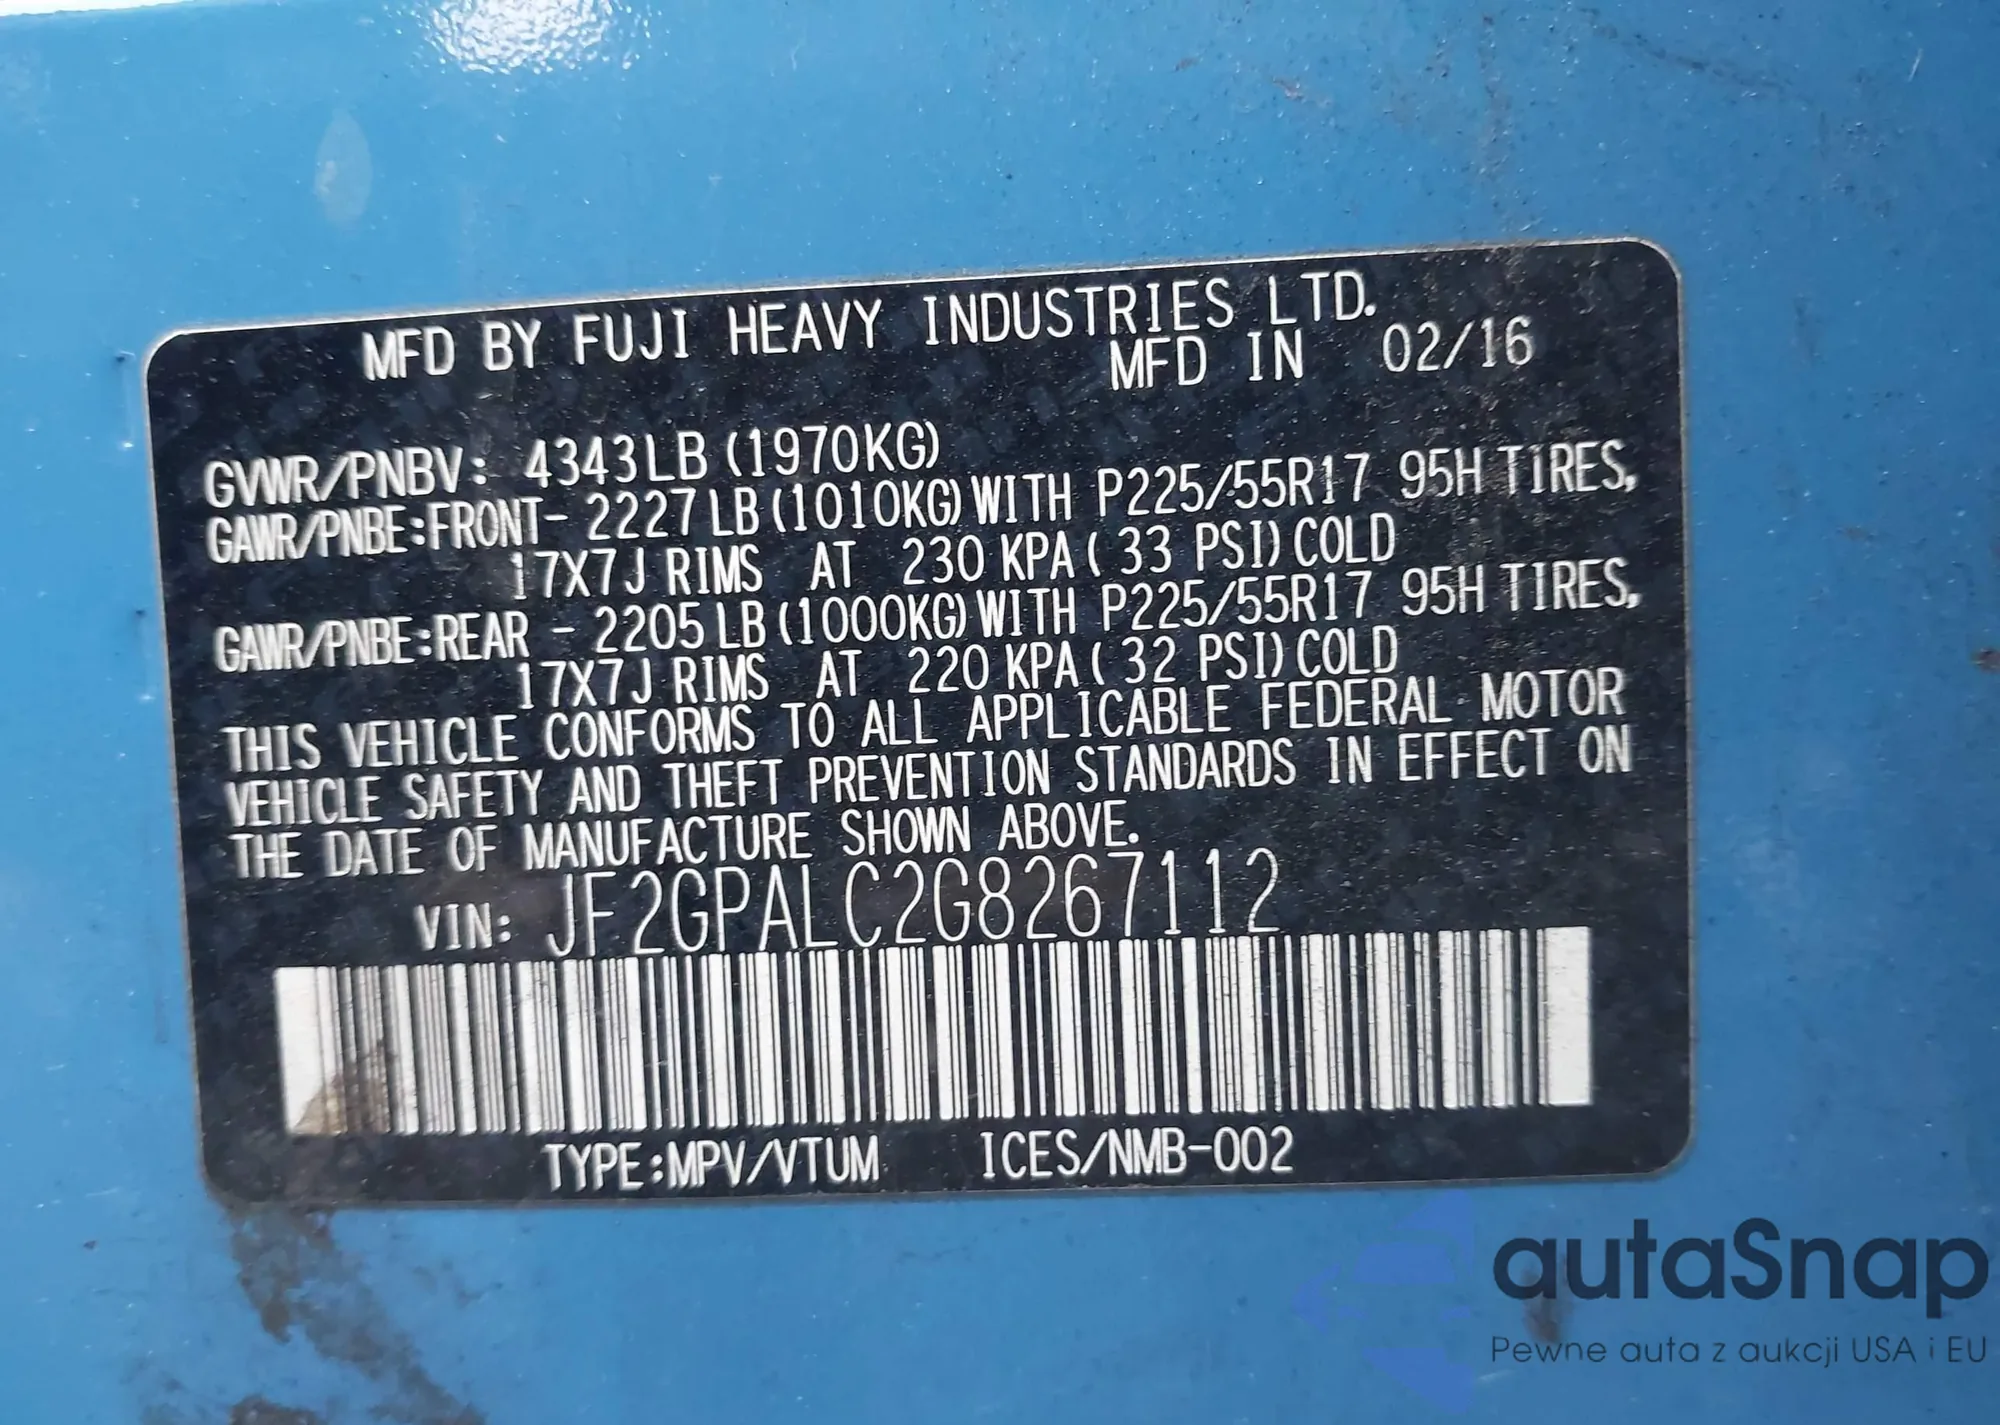 MFD BY FUJI HEAVY INDUSTRIES LTD.
MFD IN 02/16
GVWR/PNBV: 4343LB (1970KG)
GAWR/PNBE:FRONT- 2227LB (1010KG) WITH P225/55R17 95H TIRES,
17X7J RIMS AT 230 KPA ( 33 PSI) COLD
GAWR/PNBE:REAR - 2205LB (1000KG) WITH P225/55R17 95H TIRES,
17X7J RIMS AT 220 KPA ( 32 PSI) COLD
THIS VEHICLE CONFORMS TO ALL APPLICABLE FEDERAL MOTOR
VEHICLE SAFETY AND THEFT PREVENTION STANDARDS IN EFFECT ON
THE DATE OF MANUFACTURE SHOWN ABOVE.
VIN: JF2GPALC2G8267112
TYPE:MPV/VTUM ICES/NMB-002
autaSnap
Pewne auta z aukcji USA i EU